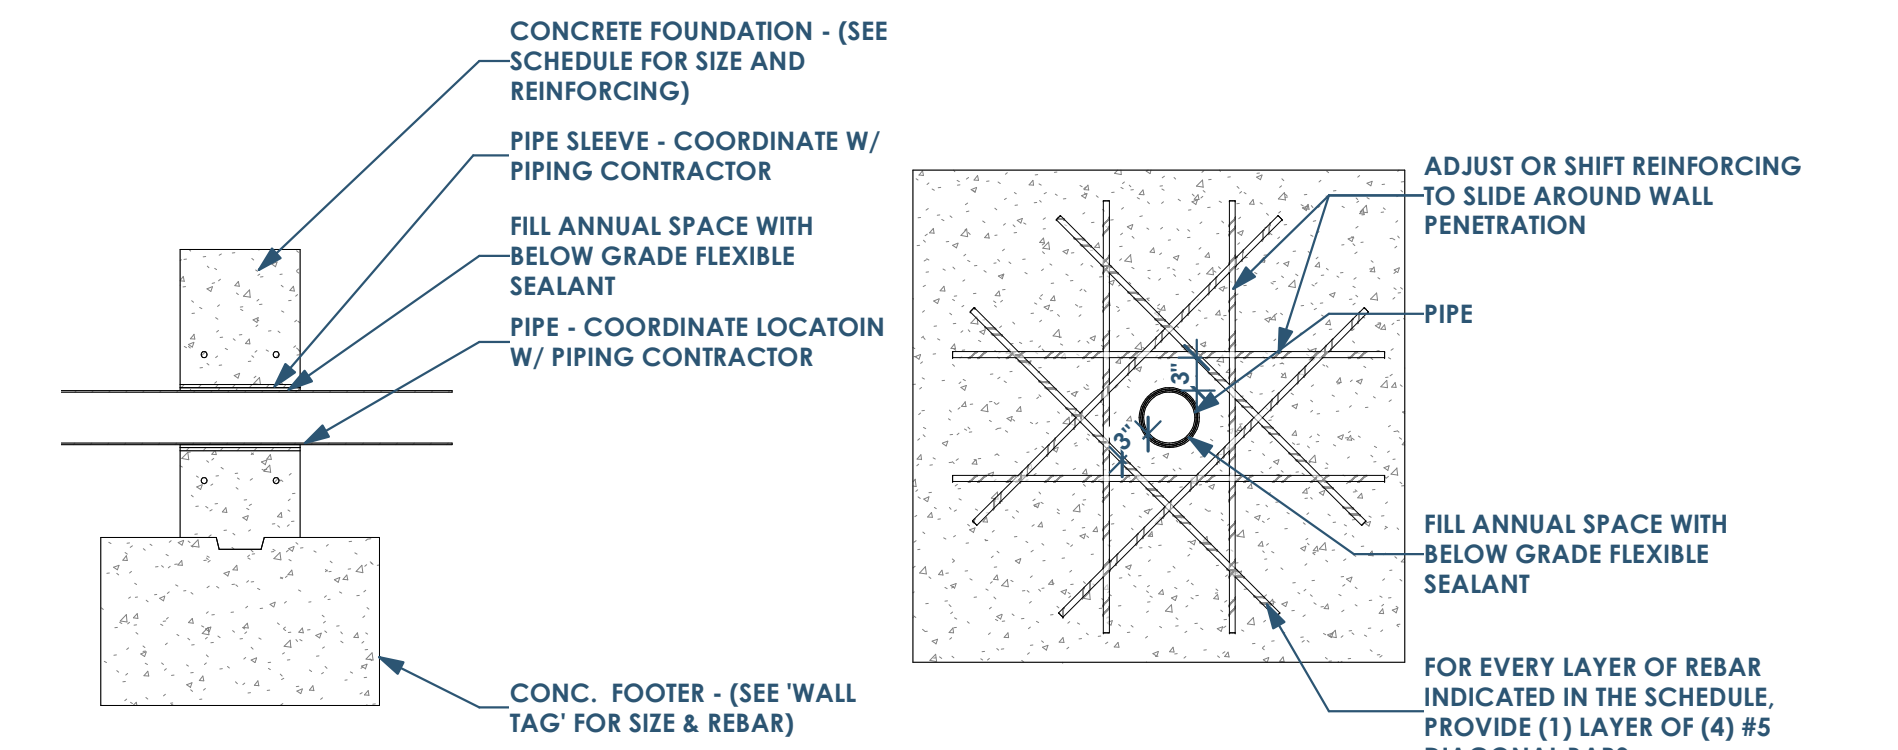 CONCRETE FOUNDATION - (SEE
SCHEDULE FOR SIZE AND
REINFORCING)
PIPE SLEEVE - COORDINATE W/
PIPING CONTRACTOR
FILL ANNUAL SPACE WITH
BELOW GRADE FLEXIBLE
SEALANT
PIPE - COORDINATE LOCATOIN
W/ PIPING CONTRACTOR
CONC.  FOOTER - (SEE 'WALL
TAG' FOR SIZE & REBAR)
ADJUST OR SHIFT REINFORCING
TO SLIDE AROUND WALL
PENETRATION
PIPE
3"
3"
FILL ANNUAL SPACE WITH
BELOW GRADE FLEXIBLE
SEALANT
FOR EVERY LAYER OF REBAR
INDICATED IN THE SCHEDULE,
PROVIDE (1) LAYER OF (4) #5